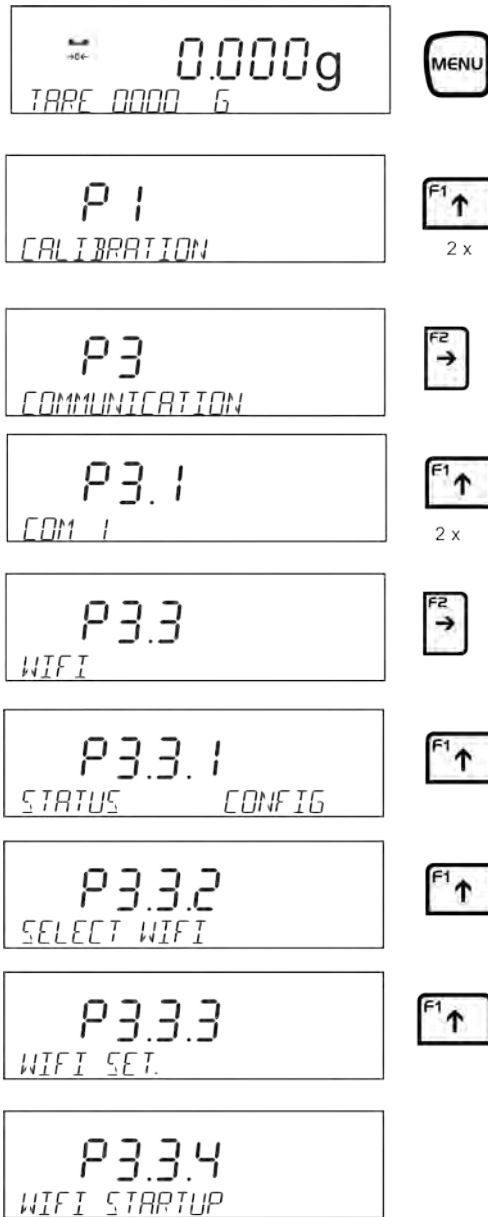 →0←
0.000g
TARE 0000 G
MENU
P1
CALIBRATION
F1 ↑
2 x
P3
COMMUNICATION
F2 →
P3.1
COM 1
F1 ↑
2 x
P3.3
WIFI
F2 →
P3.3.1
STATUS CONFIG
F1 ↑
P3.3.2
SELECT WIFI
F1 ↑
P3.3.3
WIFI SET.
F1 ↑
P3.3.4
WIFI STARTUP